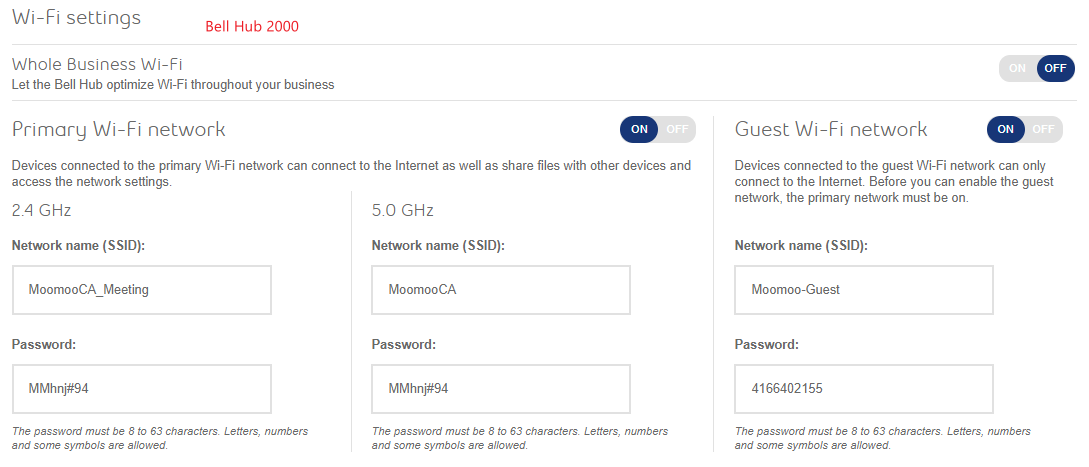 Wi-Fi settings
Bell Hub 2000
Whole Business Wi-Fi
Let the Bell Hub optimize Wi-Fi throughout your business
ON OFF
Primary Wi-Fi network
ON OFF
Devices connected to the primary Wi-Fi network can connect to the Internet as well as share files with other devices and
access the network settings.
2.4 GHz
Network name (SSID):
MoomooCA_Meeting
Password:
MMhnj#94
The password must be 8 to 63 characters. Letters, numbers
and some symbols are allowed.
5.0 GHz
Network name (SSID):
MoomooCA
Password:
MMhnj#94
The password must be 8 to 63 characters. Letters, numbers
and some symbols are allowed.
Guest Wi-Fi network
ON OFF
Devices connected to the guest Wi-Fi network can only
connect to the Internet. Before you can enable the guest
network, the primary network must be on.
Network name (SSID):
Moomoo-Guest
Password:
4166402155
The password must be 8 to 63 characters. Letters, numbers
and some symbols are allowed.